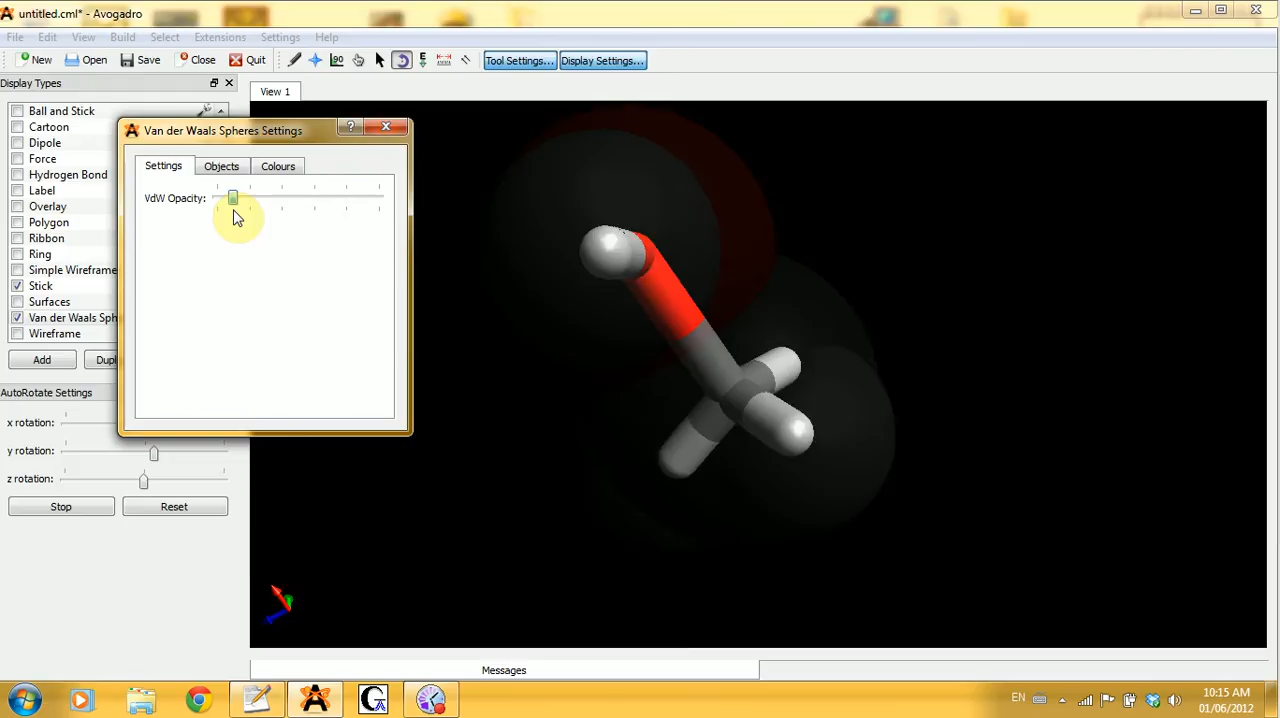 untitled.cml* - Avogadro
File Edit View Build Select Extensions Settings Help
New Open Save Close Quit 90 E Tool Settings... Display Settings...
Display Types
View 1
Ball and Stick
Cartoon
Dipole
Force
Hydrogen Bond
Label
Overlay
Polygon
Ribbon
Ring
Simple Wireframe
Stick
Surfaces
Van der Waals Sph
Wireframe
Add Dupl
Van der Waals Spheres Settings ?
Settings Objects Colours
VdW Opacity:
AutoRotate Settings
x rotation:
y rotation:
z rotation:
Stop Reset
Messages
EN 10:15 AM
01/06/2012